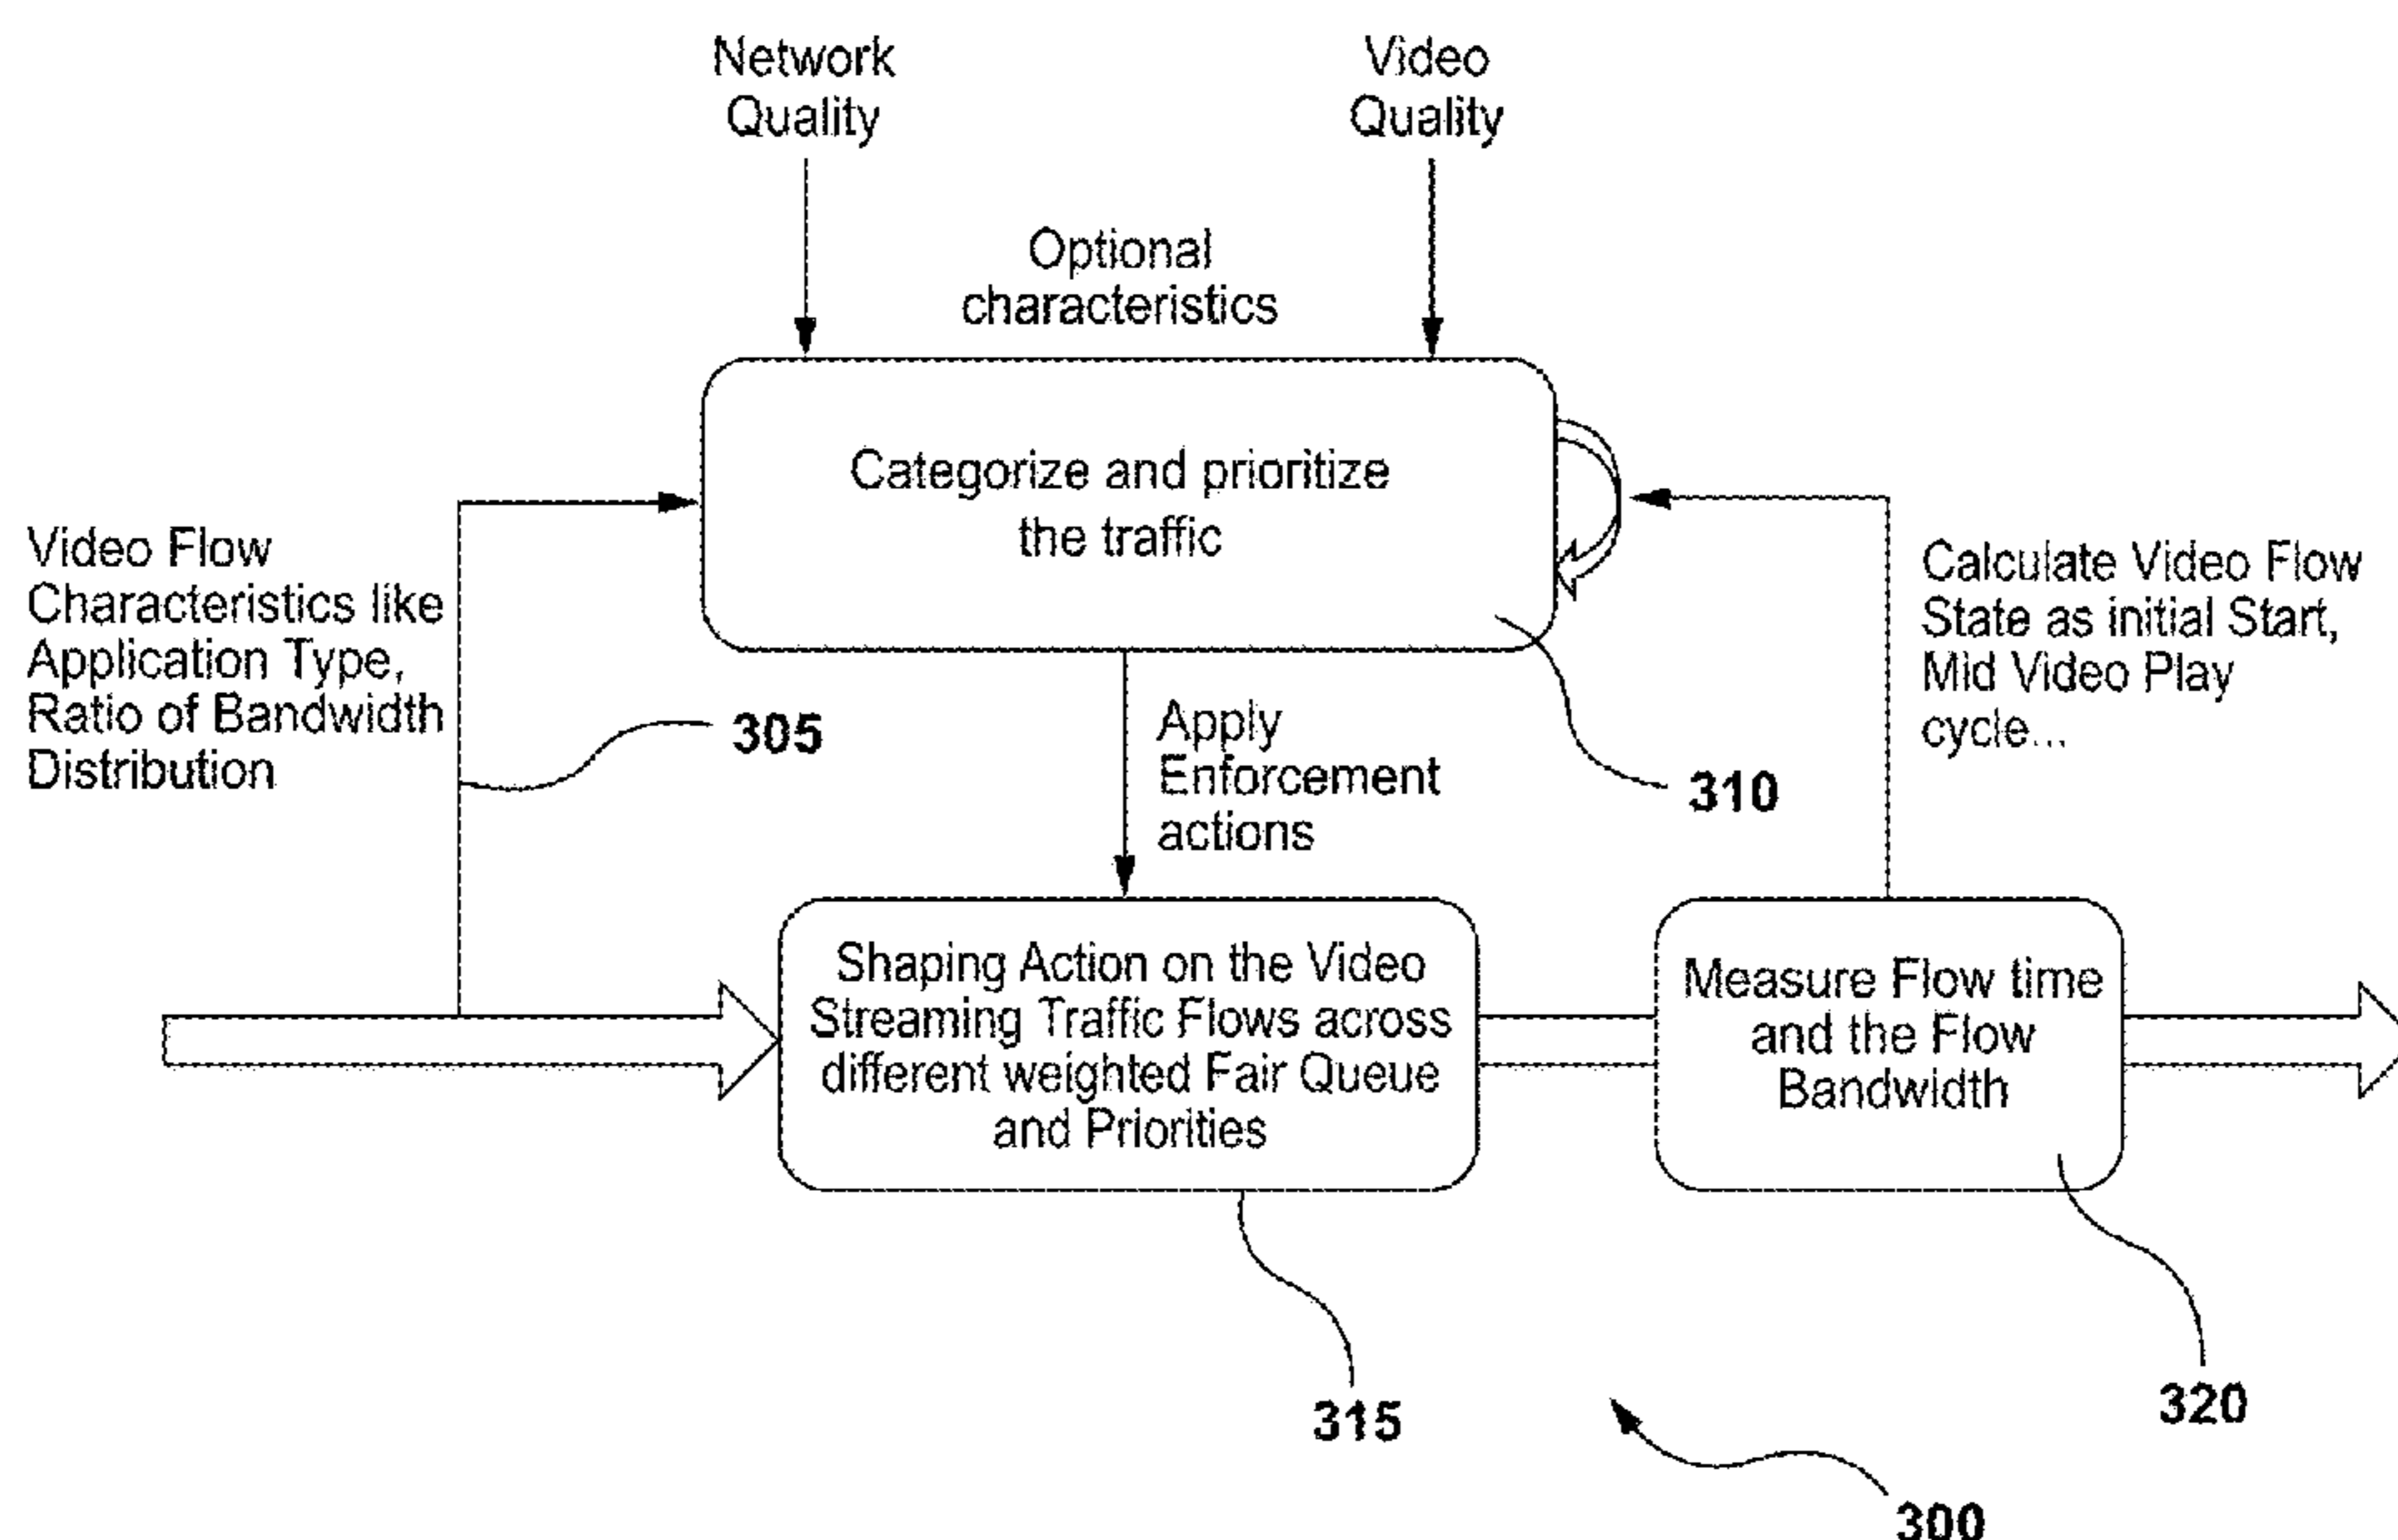 Network
Quality
Video
Quality
Optional
characteristics
Categorize and prioritize
the traffic
Video Flow
Characteristics like
Application Type,
Ratio of Bandwidth
Distribution
305
Apply
Enforcement
actions
310
Calculate Video Flow
State as initial Start,
Mid Video Play
cycle...
Shaping Action on the Video
Streaming Traffic Flows across
different weighted Fair Queue
and Priorities
Measure Flow time
and the Flow
Bandwidth
315
320
300